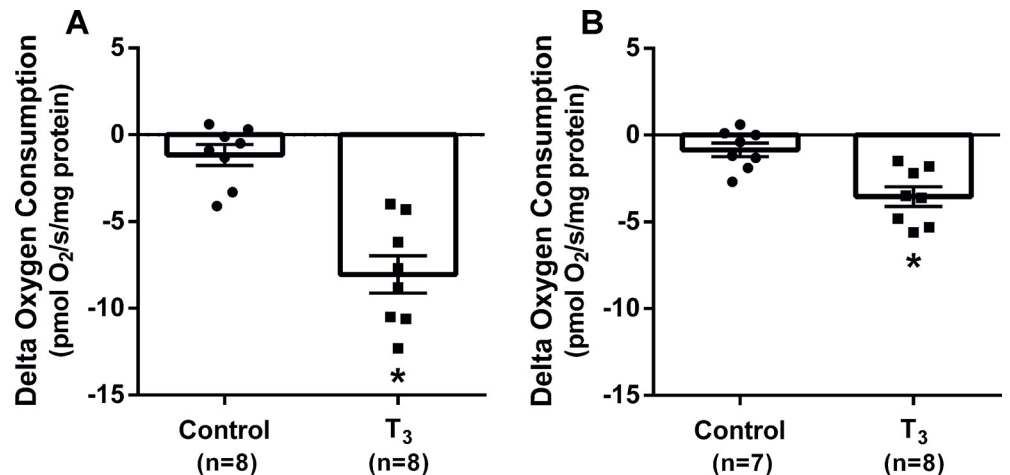 A
Delta Oxygen Consumption
(pmol O₂/s/mg protein)
5
0
-5
-10
-15
*
Control
(n=8)
T₃
(n=8)
B
Delta Oxygen Consumption
(pmol O₂/s/mg protein)
5
0
-5
-10
-15
*
Control
(n=7)
T₃
(n=8)